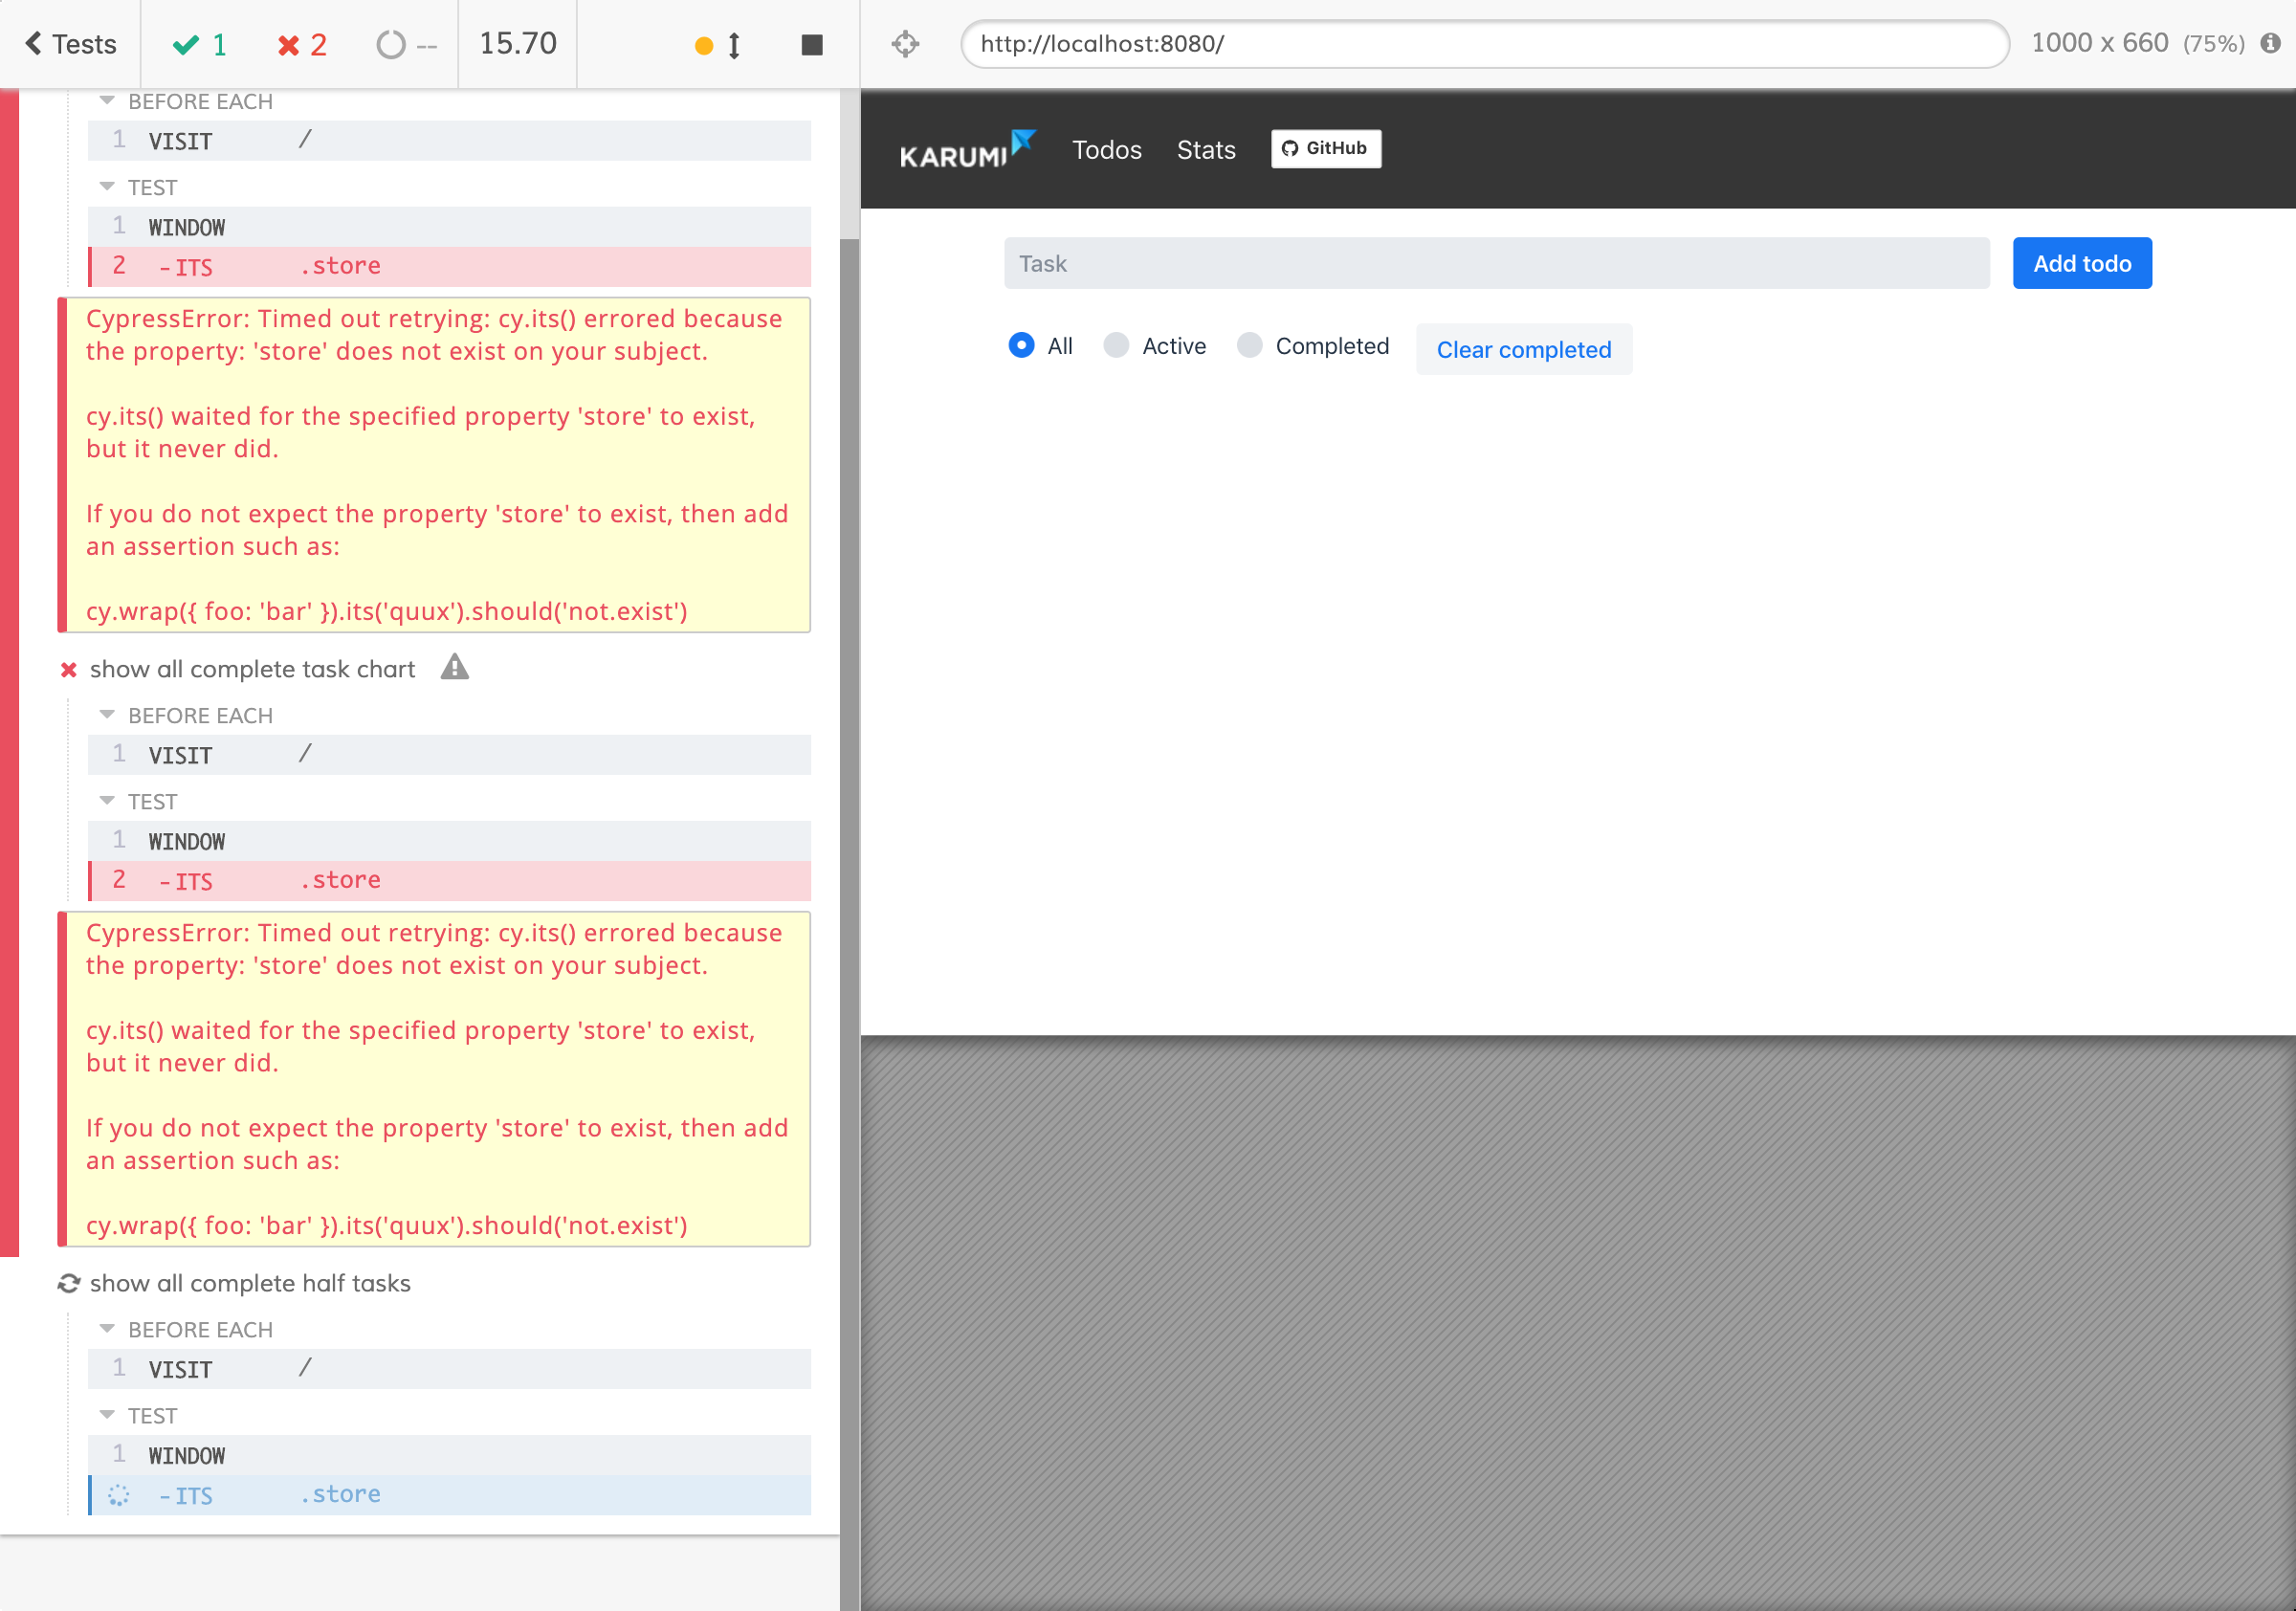 Tests 1 2 -- 15.70
BEFORE EACH
1 VISIT /
TEST
1 WINDOW
2 -ITS .store
CypressError: Timed out retrying: cy.its() errored because
the property: 'store' does not exist on your subject.
cy.its() waited for the specified property 'store' to exist,
but it never did.
If you do not expect the property 'store' to exist, then add
an assertion such as:
cy.wrap({ foo: 'bar' }).its('quux').should('not.exist')
show all complete task chart
BEFORE EACH
1 VISIT /
TEST
1 WINDOW
2 -ITS .store
CypressError: Timed out retrying: cy.its() errored because
the property: 'store' does not exist on your subject.
cy.its() waited for the specified property 'store' to exist,
but it never did.
If you do not expect the property 'store' to exist, then add
an assertion such as:
cy.wrap({ foo: 'bar' }).its('quux').should('not.exist')
show all complete half tasks
BEFORE EACH
1 VISIT /
TEST
1 WINDOW
-ITS .store
http://localhost:8080/ 1000 x 660 (75%)
KARUMI Todos Stats GitHub
Task Add todo
All Active Completed Clear completed